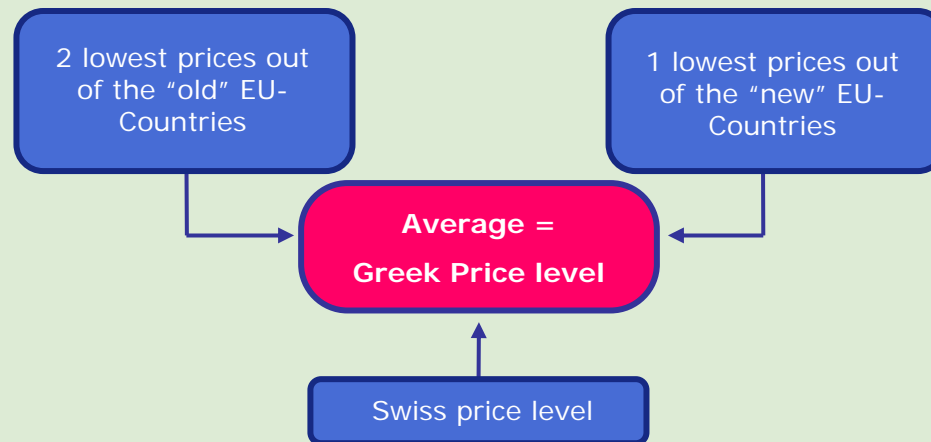 2 lowest prices out
of the “old” EU-
Countries
1 lowest prices out
of the “new” EU-
Countries
Average =
Greek Price level
Swiss price level